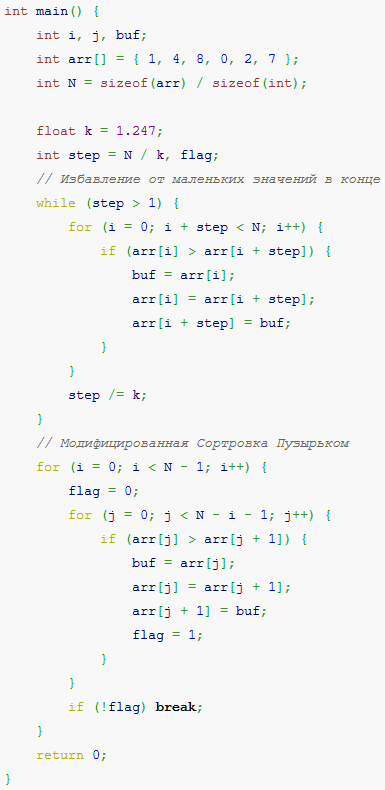 int main() {
    int i, j, buf;
    int arr[] = { 1, 4, 8, 0, 2, 7 };
    int N = sizeof(arr) / sizeof(int);

    float k = 1.247;
    int step = N / k, flag;
    // Избавление от маленьких значений в конце
    while (step > 1) {
        for (i = 0; i + step < N; i++) {
            if (arr[i] > arr[i + step]) {
                buf = arr[i];
                arr[i] = arr[i + step];
                arr[i + step] = buf;
            }
        }
        step /= k;
    }
    // Модифицированная Сортровка Пузырьком
    for (i = 0; i < N - 1; i++) {
        flag = 0;
        for (j = 0; j < N - i - 1; j++) {
            if (arr[j] > arr[j + 1]) {
                buf = arr[j];
                arr[j] = arr[j + 1];
                arr[j + 1] = buf;
                flag = 1;
            }
        }
        if (!flag) break;
    }
    return 0;
}